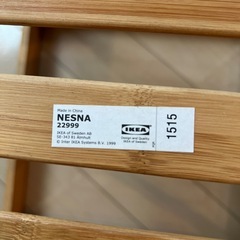 Made in China
NESNA
22999
IKEA of Sweden AB
SE-343 81 Älmhult
© Inter IKEA Systems B.V. 1999
IKEA
Design and Quality
IKEA of Sweden
1515